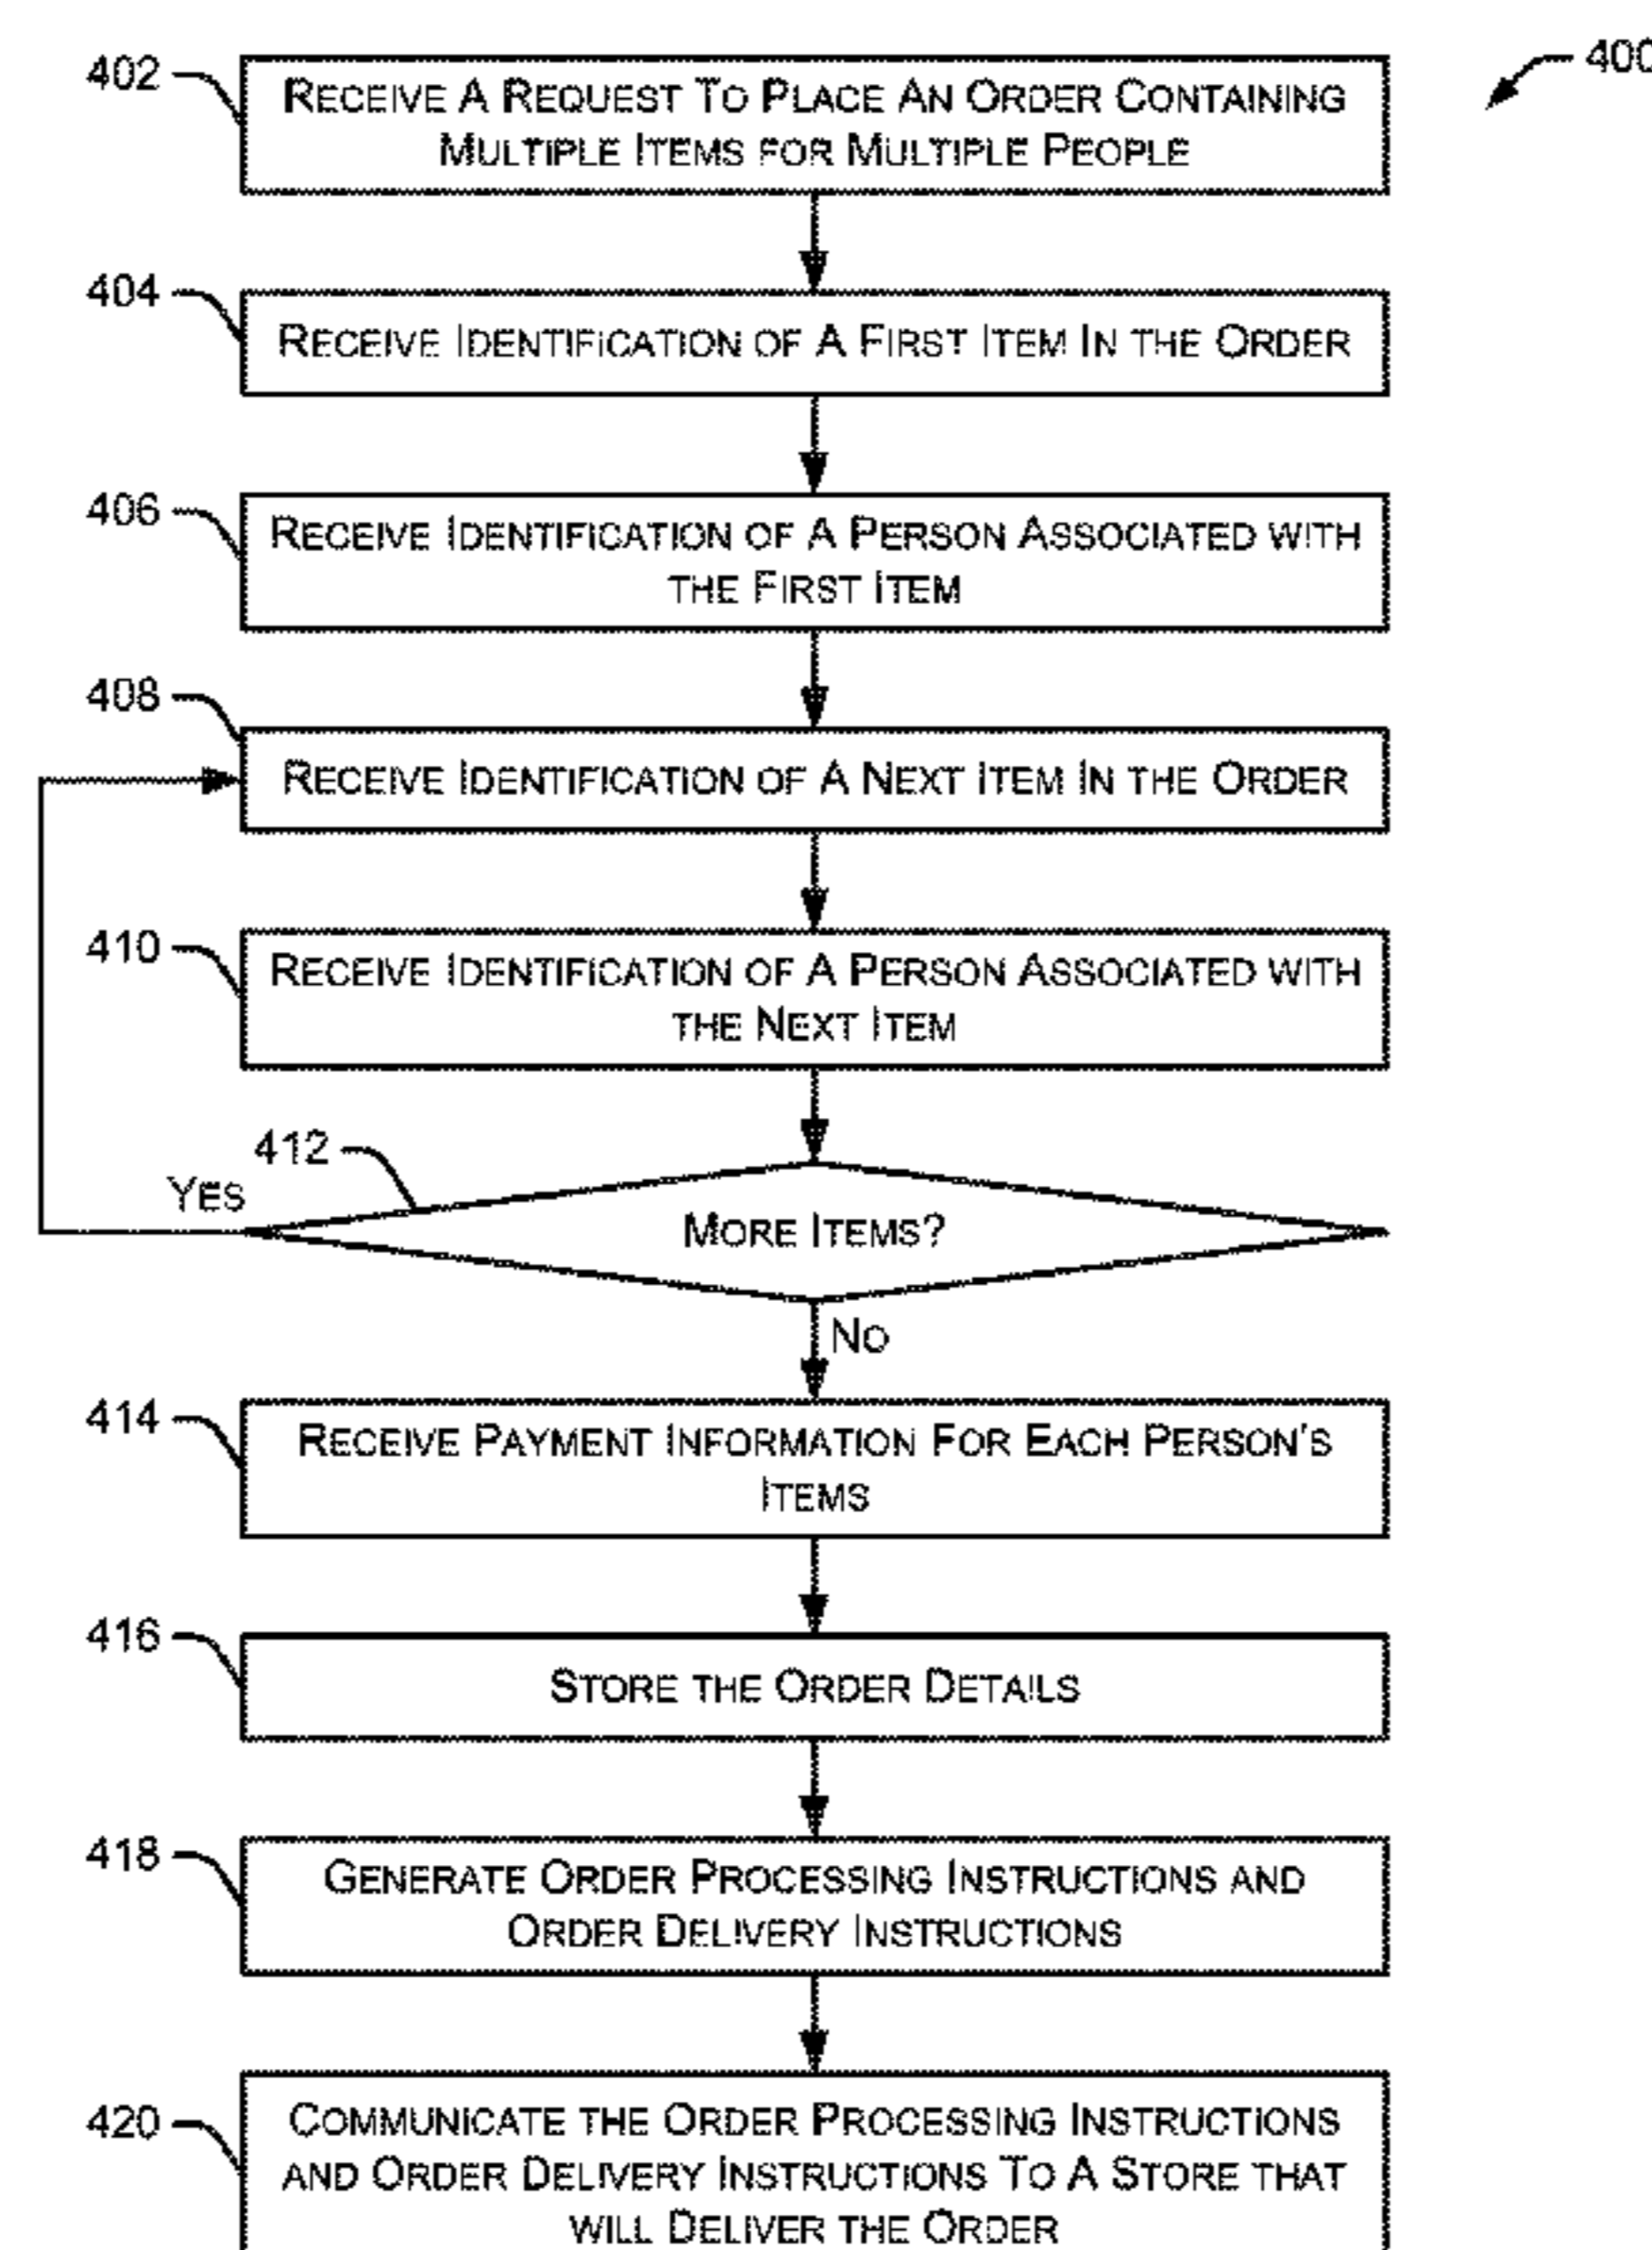 400
402
RECEIVE A REQUEST TO PLACE AN ORDER CONTAINING
MULTIPLE ITEMS FOR MULTIPLE PEOPLE
404
RECEIVE IDENTIFICATION OF A FIRST ITEM IN THE ORDER
406
RECEIVE IDENTIFICATION OF A PERSON ASSOCIATED WITH
THE FIRST ITEM
408
RECEIVE IDENTIFICATION OF A NEXT ITEM IN THE ORDER
410
RECEIVE IDENTIFICATION OF A PERSON ASSOCIATED WITH
THE NEXT ITEM
412
YES
MORE ITEMS?
NO
414
RECEIVE PAYMENT INFORMATION FOR EACH PERSON'S
ITEMS
416
STORE THE ORDER DETAILS
418
GENERATE ORDER PROCESSING INSTRUCTIONS AND
ORDER DELIVERY INSTRUCTIONS
420
COMMUNICATE THE ORDER PROCESSING INSTRUCTIONS
AND ORDER DELIVERY INSTRUCTIONS TO A STORE THAT
WILL DELIVER THE ORDER